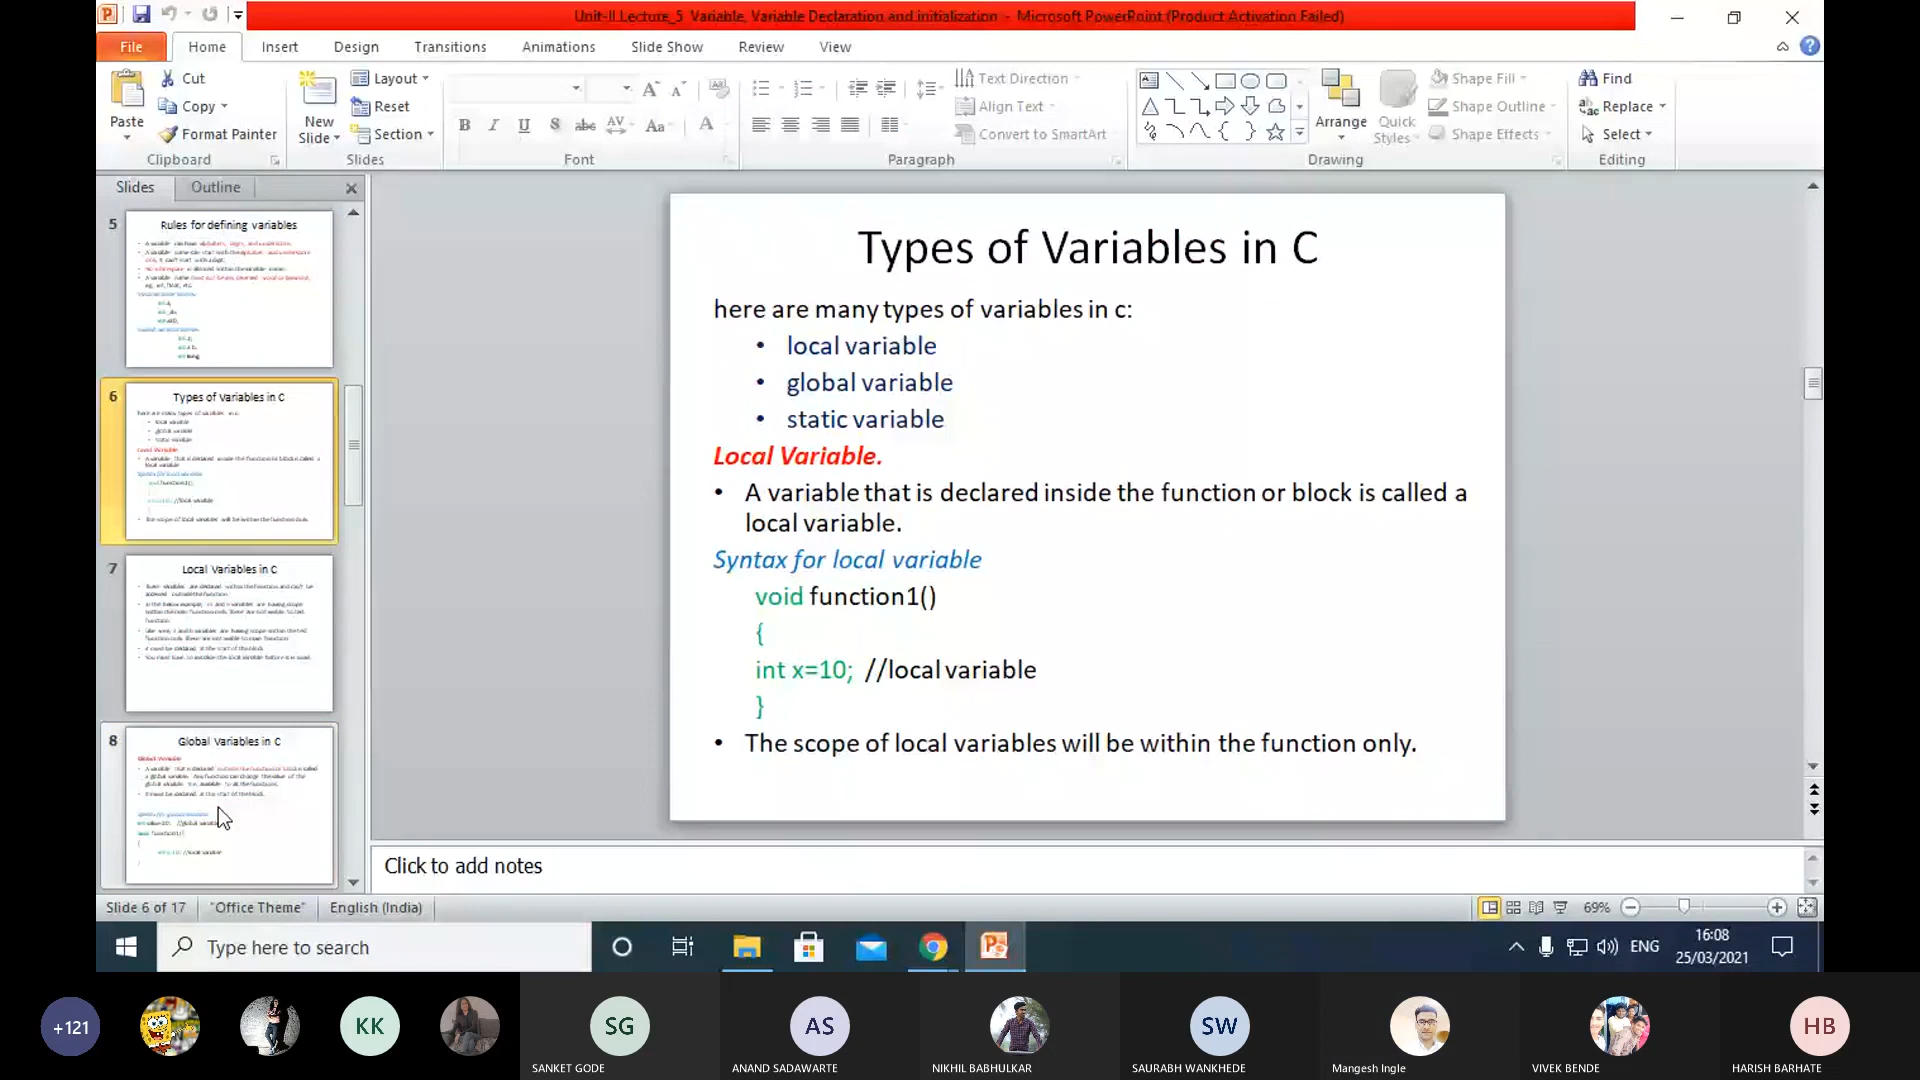 Unit-II Lecture_5 Variable, Variable Declaration and initialization - Microsoft PowerPoint (Product Activation Failed)
File Home Insert Design Transitions Animations Slide Show Review View
Paste
Cut
Copy
Format Painter
Clipboard
New Slide
Layout
Reset
Section
Slides
Font
Text Direction
Align Text
Convert to SmartArt
Paragraph
Arrange
Quick Styles
Shape Fill
Shape Outline
Shape Effects
Drawing
Find
Replace
Select
Editing
Slides Outline
5
Rules for defining variables
6
Types of Variables in C
7
Local Variables in C
8
Global Variables in C
Types of Variables in C
here are many types of variables in c:
• local variable
• global variable
• static variable
Local Variable.
• A variable that is declared inside the function or block is called a
local variable.
Syntax for local variable
void function1()
{
int x=10; //local variable
}
• The scope of local variables will be within the function only.
Click to add notes
Slide 6 of 17 "Office Theme" English (India) 69%
Type here to search
ENG
16:08
25/03/2021
+121
KK
SG
AS
SW
HB
SANKET GODE
ANAND SADAWARTE
NIKHIL BABHULKAR
SAURABH WANKHEDE
Mangesh Ingle
VIVEK BENDE
HARISH BARHATE